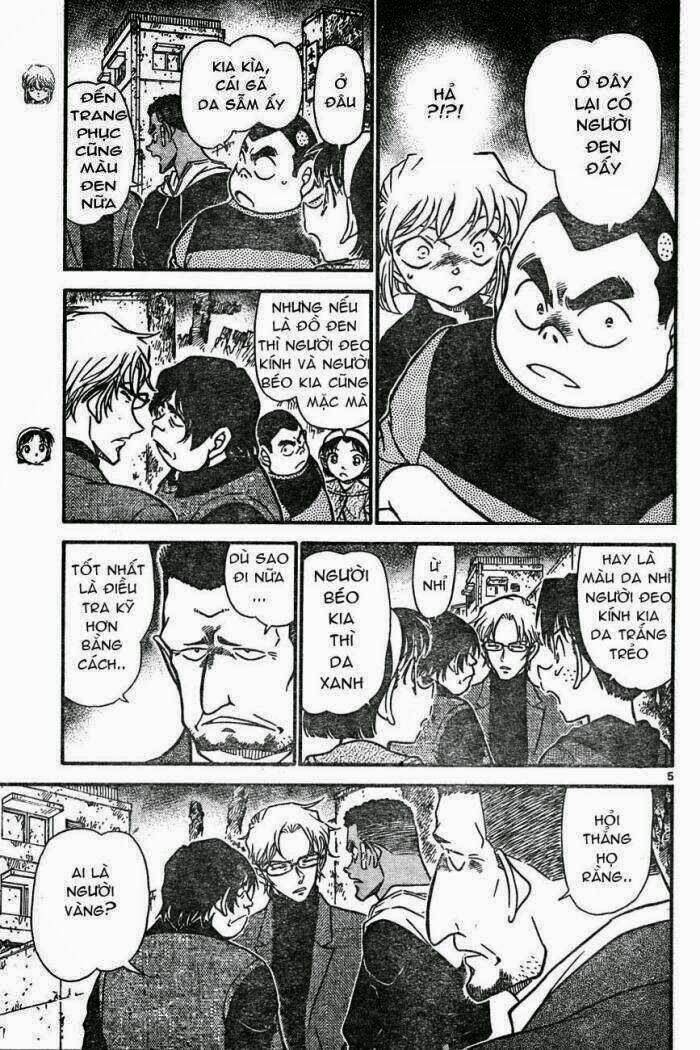 Ở ĐÂY
LẠI CÓ
NGƯỜI
ĐEN
ĐẤY
HẢ
?!?!
Ở
ĐÂU
KIA KÌA,
CÁI GÃ
DA SẪM ẤY
ĐẾN
TRANG
PHỤC
CŨNG
MÀU
ĐEN
NỮA
NHƯNG NẾU
LÀ ĐỒ ĐEN
THÌ NGƯỜI ĐEO
KÍNH VÀ NGƯỜI
BÉO KIA CŨNG
MẶC MÀ
HAY LÀ
MÀU DA NHỈ
NGƯỜI ĐEO
KÍNH KIA
DA TRẮNG
TRẺO
Ừ
NHỈ
NGƯỜI
BÉO
KIA
THÌ
DA
XANH
DÙ SAO
ĐI NỮA
...
TỐT NHẤT
LÀ ĐIỀU
TRA KỸ
HƠN
BẰNG
CÁCH..
5
HỎI
THẲNG
HỌ
RẰNG..
AI LÀ
NGƯỜI
VÀNG?